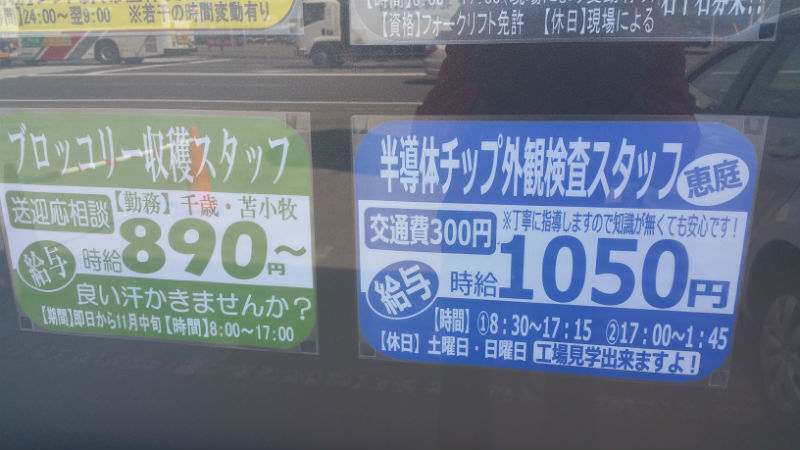 24:00〜翌9:00 ※若干の時間変動有り
【資格】フォークリフト免許 【休日】現場による
ブロッコリー収穫スタッフ
送迎応相談
【勤務】千歳・苫小牧
給与
時給890円〜
良い汗かきませんか？
【期間】即日から11月中旬【時間】8:00〜17:00
半導体チップ外観検査スタッフ
恵庭
交通費300円
※丁寧に指導しますので知識が無くても安心です！
給与
時給1050円
【時間】①8：30〜17：15 ②17：00〜1：45
【休日】土曜日・日曜日 工場見学出来ますよ！